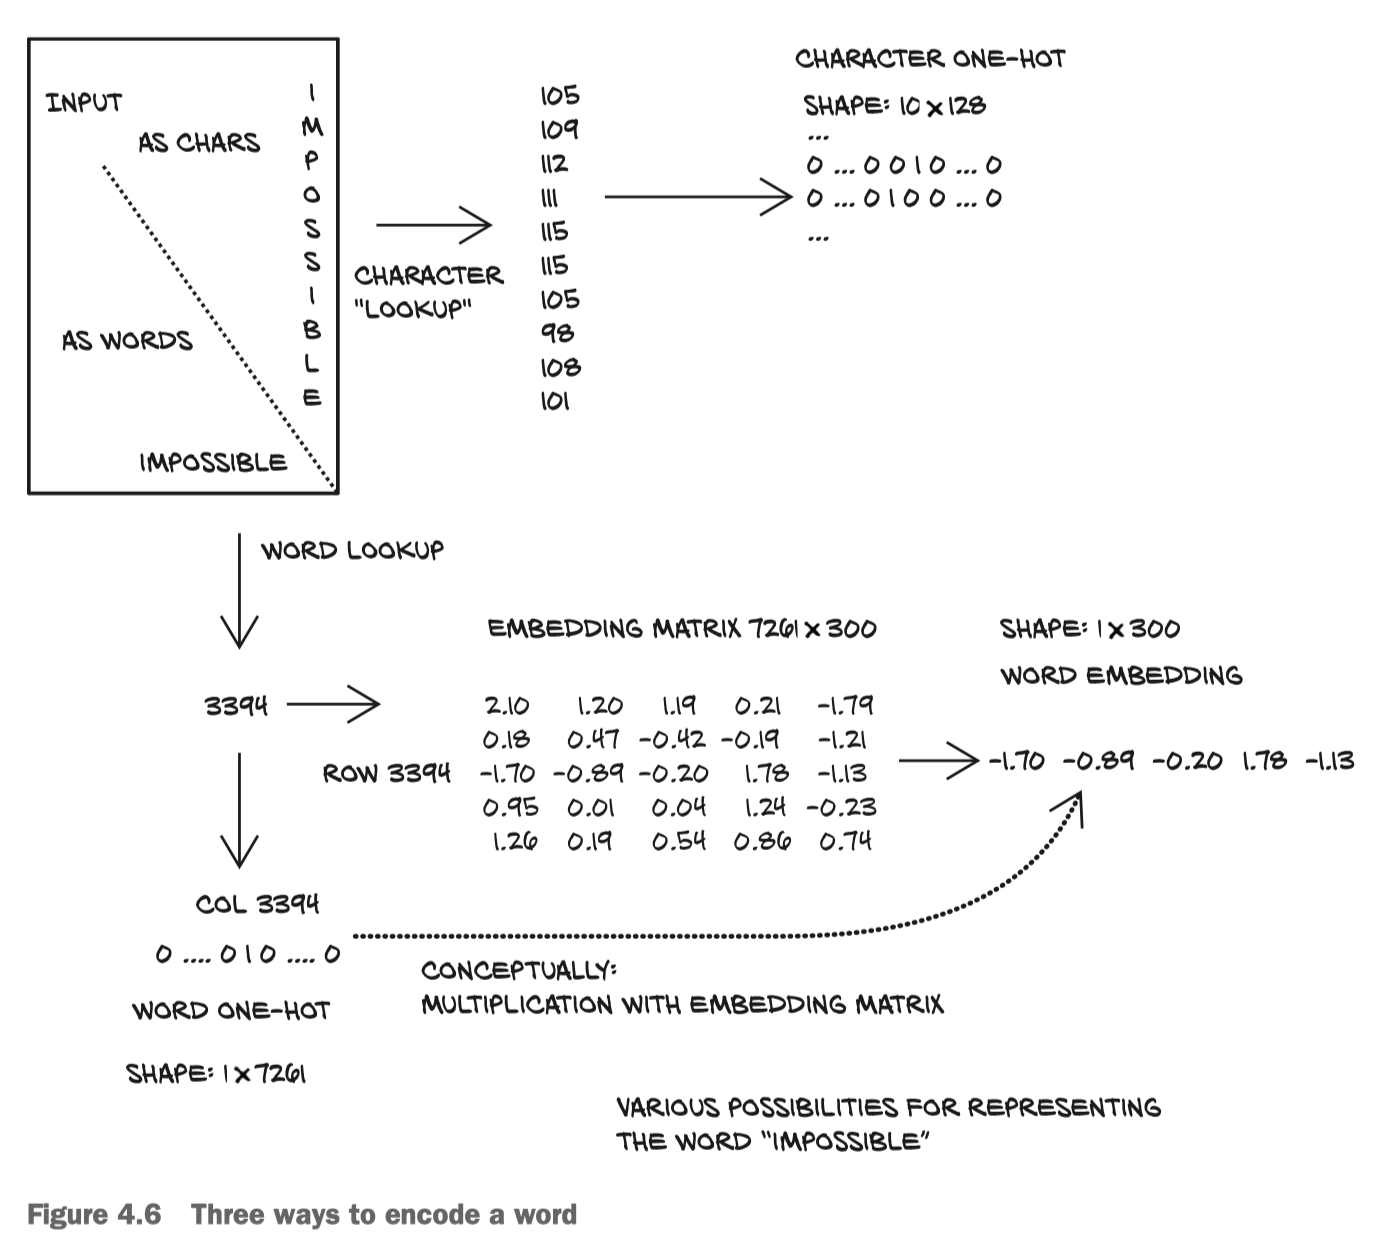 INPUT
AS CHARS
I
M
P
O
S
S
I
B
L
E
AS WORDS
IMPOSSIBLE
CHARACTER
"LOOKUP"
105
109
112
111
115
115
105
98
108
101
CHARACTER ONE-HOT
SHAPE: 10 x 128
...
0 ... 0 0 1 0 ... 0
0 ... 0 1 0 0 ... 0
...
WORD LOOKUP
3394
EMBEDDING MATRIX 7261 x 300
2.10 1.20 1.19 0.21 -1.79
0.18 0.47 -0.42 -0.19 -1.21
ROW 3394 -1.70 -0.89 -0.20 1.78 -1.13
0.95 0.01 0.04 1.24 -0.23
1.26 0.19 0.54 0.86 0.74
SHAPE: 1 x 300
WORD EMBEDDING
-1.70 -0.89 -0.20 1.78 -1.13
COL 3394
0 .... 0 1 0 .... 0
WORD ONE-HOT
SHAPE: 1 x 7261
CONCEPTUALLY:
MULTIPLICATION WITH EMBEDDING MATRIX
VARIOUS POSSIBILITIES FOR REPRESENTING
THE WORD "IMPOSSIBLE"
Figure 4.6 Three ways to encode a word